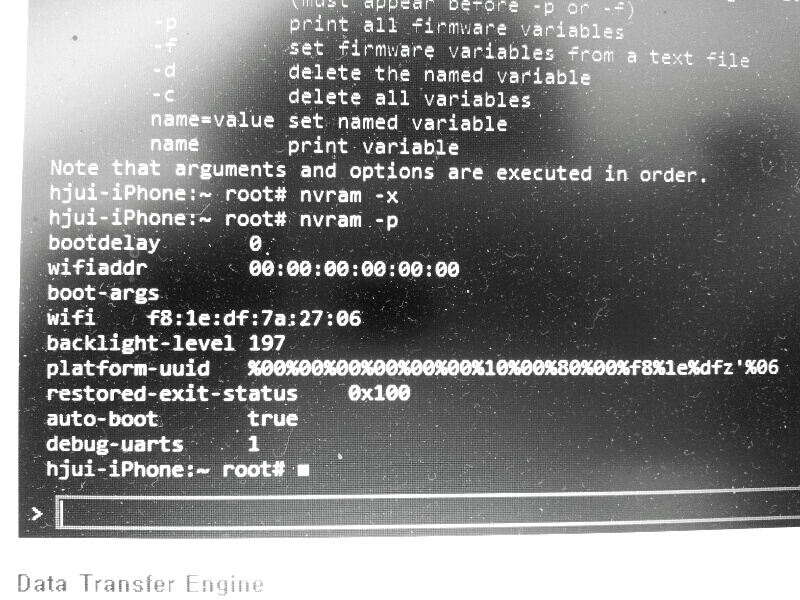 (must appear before -p or -f)
-p print all firmware variables
-f set firmware variables from a text file
-d delete the named variable
-c delete all variables
name=value set named variable
name print variable
Note that arguments and options are executed in order.
hjui-iPhone:~ root# nvram -x
hjui-iPhone:~ root# nvram -p
bootdelay 0
wifiaddr 00:00:00:00:00:00
boot-args
wifi f8:1e:df:7a:27:06
backlight-level 197
platform-uuid %00%00%00%00%00%00%10%00%80%00%f8%1e%dfz'%06
restored-exit-status 0x100
auto-boot true
debug-uarts 1
hjui-iPhone:~ root# ■
>
Data Transfer Engine